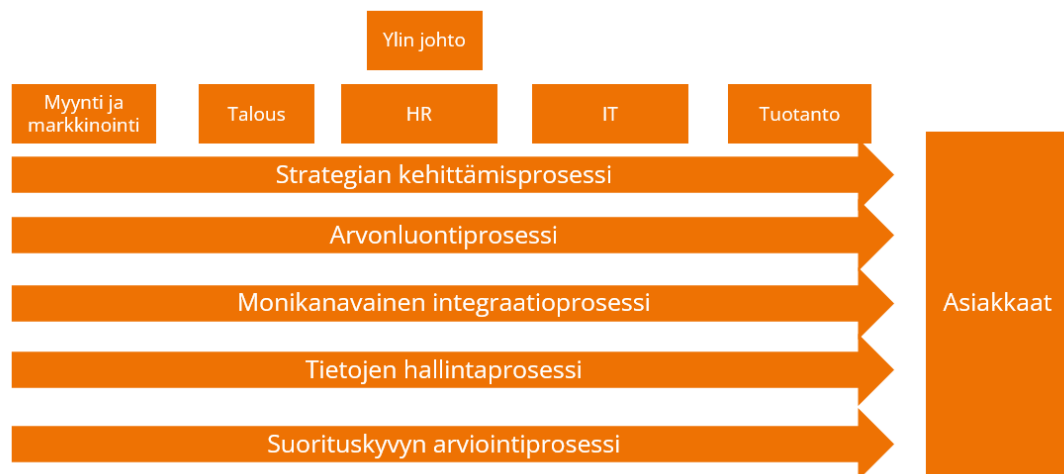 Ylin johto
Myynti ja
markkinointi
Talous
HR
IT
Tuotanto
Strategian kehittämisprosessi
Arvonluontiprosessi
Monikanavainen integraatioprosessi
Tietojen hallintaprosessi
Suorituskyvyn arviointiprosessi
Asiakkaat